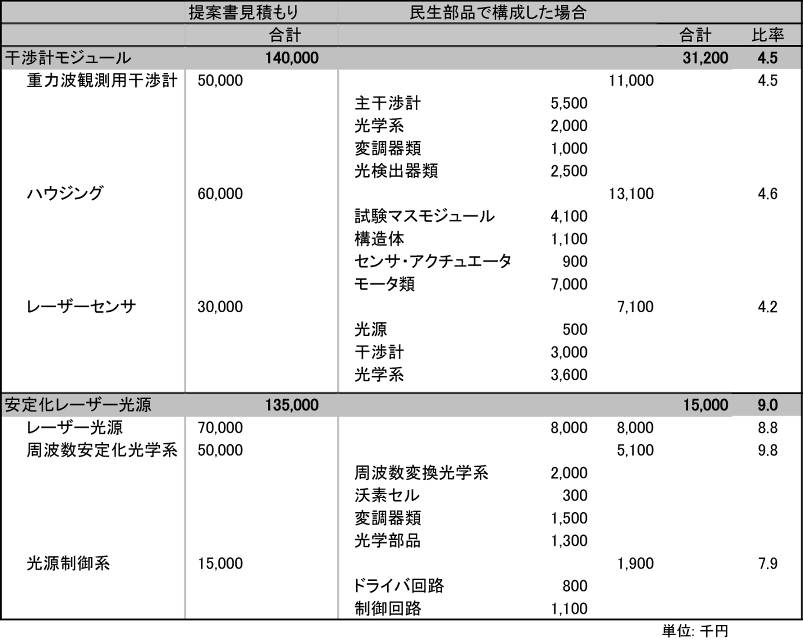 提案書見積もり 民生部品で構成した場合
合計 合計 比率
干渉計モジュール 140,000 31,200 4.5
重力波観測用干渉計 50,000 11,000 4.5
主干渉計 5,500
光学系 2,000
変調器類 1,000
光検出器類 2,500
ハウジング 60,000 13,100 4.6
試験マスモジュール 4,100
構造体 1,100
センサ・アクチュエータ 900
モータ類 7,000
レーザーセンサ 30,000 7,100 4.2
光源 500
干渉計 3,000
光学系 3,600
安定化レーザー光源 135,000 15,000 9.0
レーザー光源 70,000 8,000 8,000 8.8
周波数安定化光学系 50,000 5,100 9.8
周波数変換光学系 2,000
沃素セル 300
変調器類 1,500
光学部品 1,300
光源制御系 15,000 1,900 7.9
ドライバ回路 800
制御回路 1,100
単位: 千円